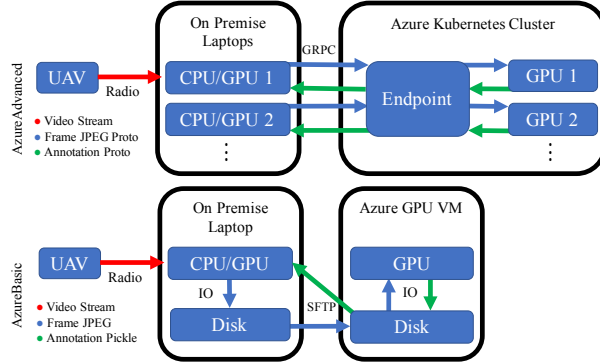 On Premise
Laptops
Azure Kubernetes Cluster
GRPC
UAV
Radio
CPU/GPU 1
CPU/GPU 2
Endpoint
GPU 1
GPU 2
AzureAdvanced
Video Stream
Frame JPEG Proto
Annotation Proto
On Premise
Laptop
Azure GPU VM
UAV
Radio
CPU/GPU
IO
Disk
SFTP
GPU
IO
Disk
AzureBasic
Video Stream
Frame JPEG
Annotation Pickle